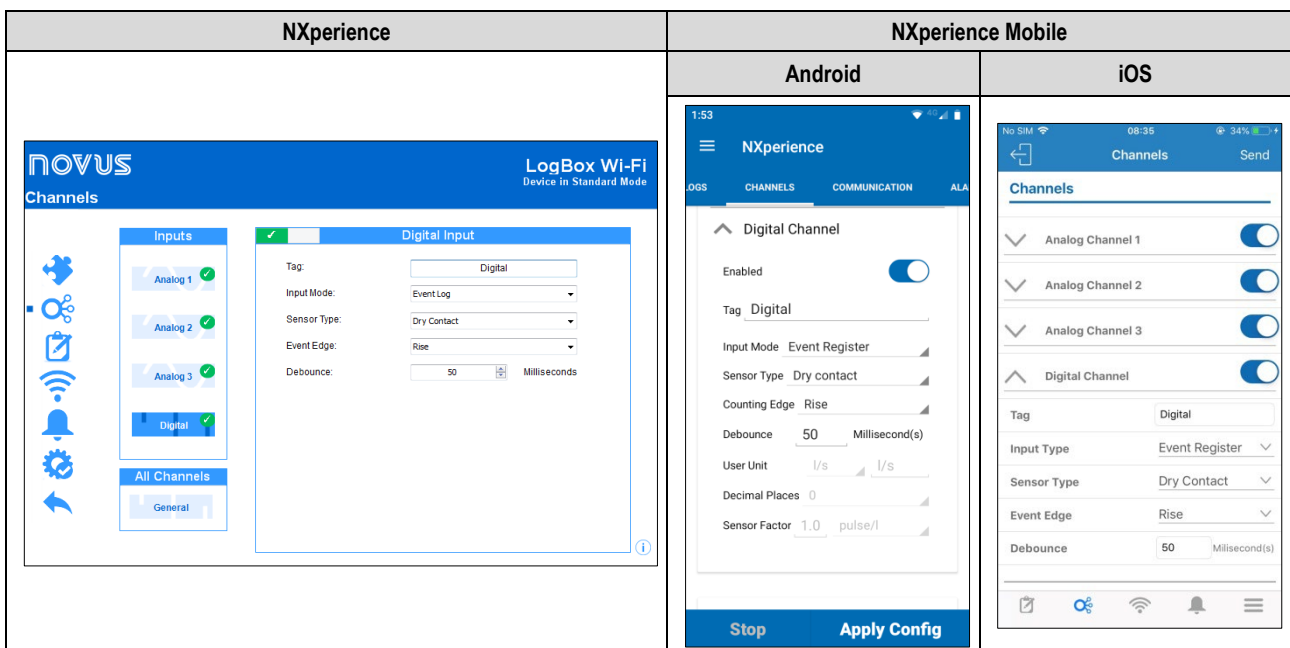 NXperience
NXperience Mobile
Android
iOS
NOVUS
LogBox Wi-Fi
Device in Standard Mode
Channels
Inputs
Analog 1
Analog 2
Analog 3
Digital
All Channels
General
Digital Input
Tag: Digital
Input Mode: Event Log
Sensor Type: Dry Contact
Event Edge: Rise
Debounce: 50 Milliseconds
1:53 4G
NXperience
LOGS CHANNELS COMMUNICATION ALA
Digital Channel
Enabled
Tag Digital
Input Mode Event Register
Sensor Type Dry contact
Counting Edge Rise
Debounce 50 Millisecond(s)
User Unit l/s l/s
Decimal Places 0
Sensor Factor 1.0 pulse/l
Stop Apply Config
No SIM 08:35 34%
Channels Send
Channels
Analog Channel 1
Analog Channel 2
Analog Channel 3
Digital Channel
Tag Digital
Input Type Event Register
Sensor Type Dry Contact
Event Edge Rise
Debounce 50 Milisecond(s)